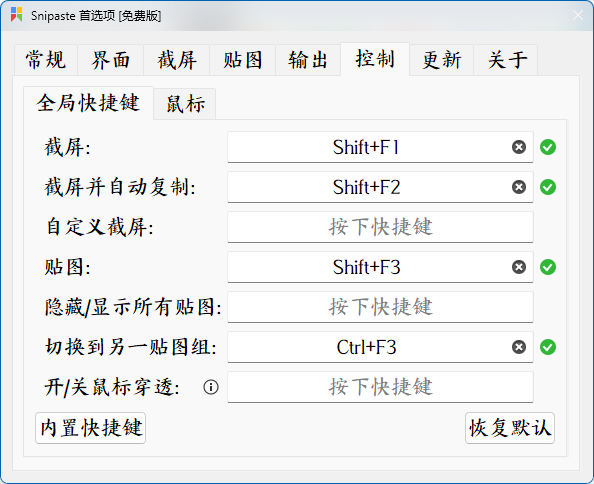 Snipaste 首选项 [免费版]
常规 界面 截屏 贴图 输出 控制 更新 关于
全局快捷键 鼠标
截屏: Shift+F1
截屏并自动复制: Shift+F2
自定义截屏: 按下快捷键
贴图: Shift+F3
隐藏/显示所有贴图: 按下快捷键
切换到另一贴图组: Ctrl+F3
开/关鼠标穿透: 按下快捷键
内置快捷键 恢复默认